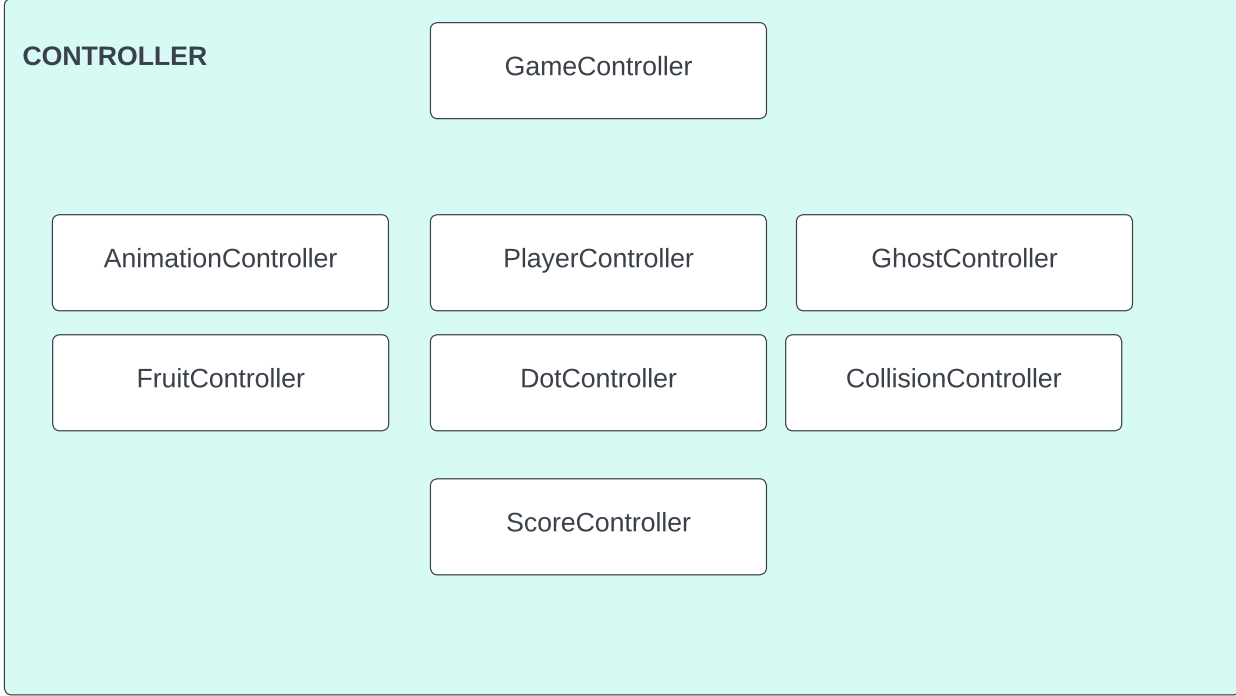 CONTROLLER
GameController
AnimationController
PlayerController
GhostController
FruitController
DotController
CollisionController
ScoreController